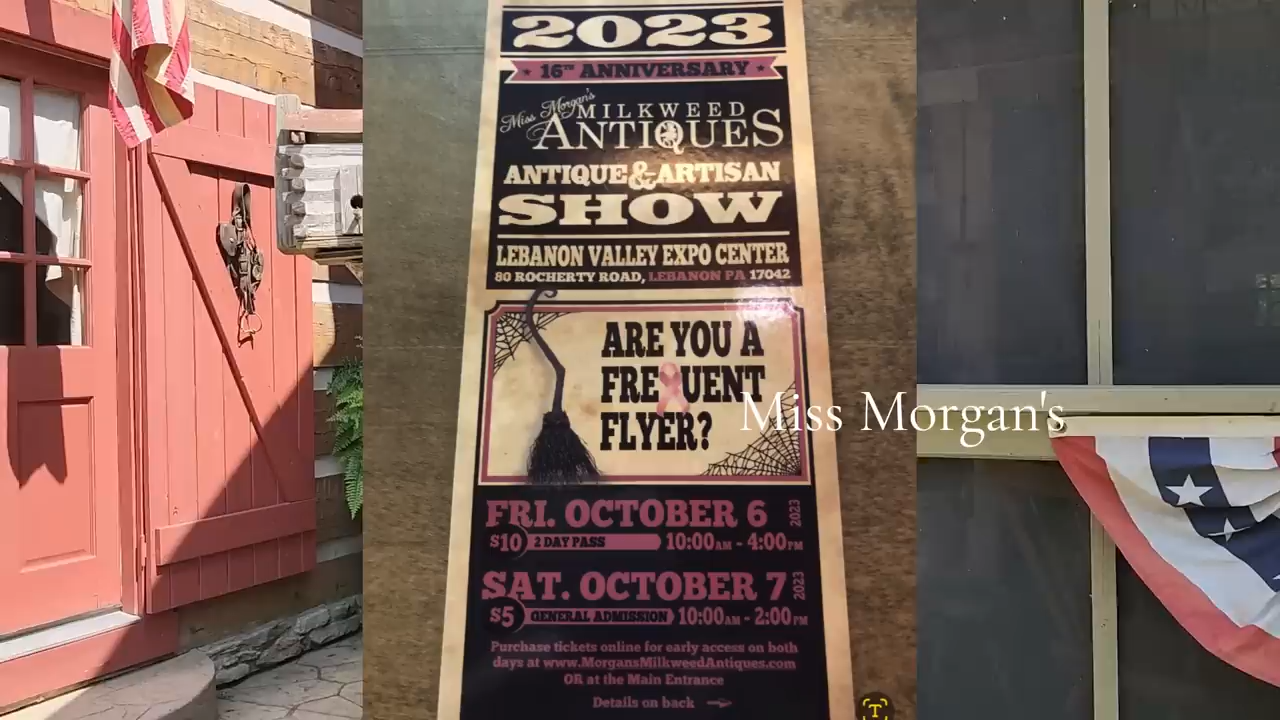 2023
16TH ANNIVERSARY
Miss Morgan's
MILKWEED
ANTIQUES
ANTIQUE & ARTISAN
SHOW
LEBANON VALLEY EXPO CENTER
80 ROCHERTY ROAD, LEBANON PA 17042
ARE YOU A
FREQUENT
FLYER?
Miss Morgan's
FRI. OCTOBER 6 2023
$10 2 DAY PASS 10:00AM - 4:00PM
SAT. OCTOBER 7 2023
$5 GENERAL ADMISSION 10:00AM - 2:00PM
Purchase tickets online for early access on both
days at www.MorgansMilkweedAntiques.com
OR at the Main Entrance
Details on back
T